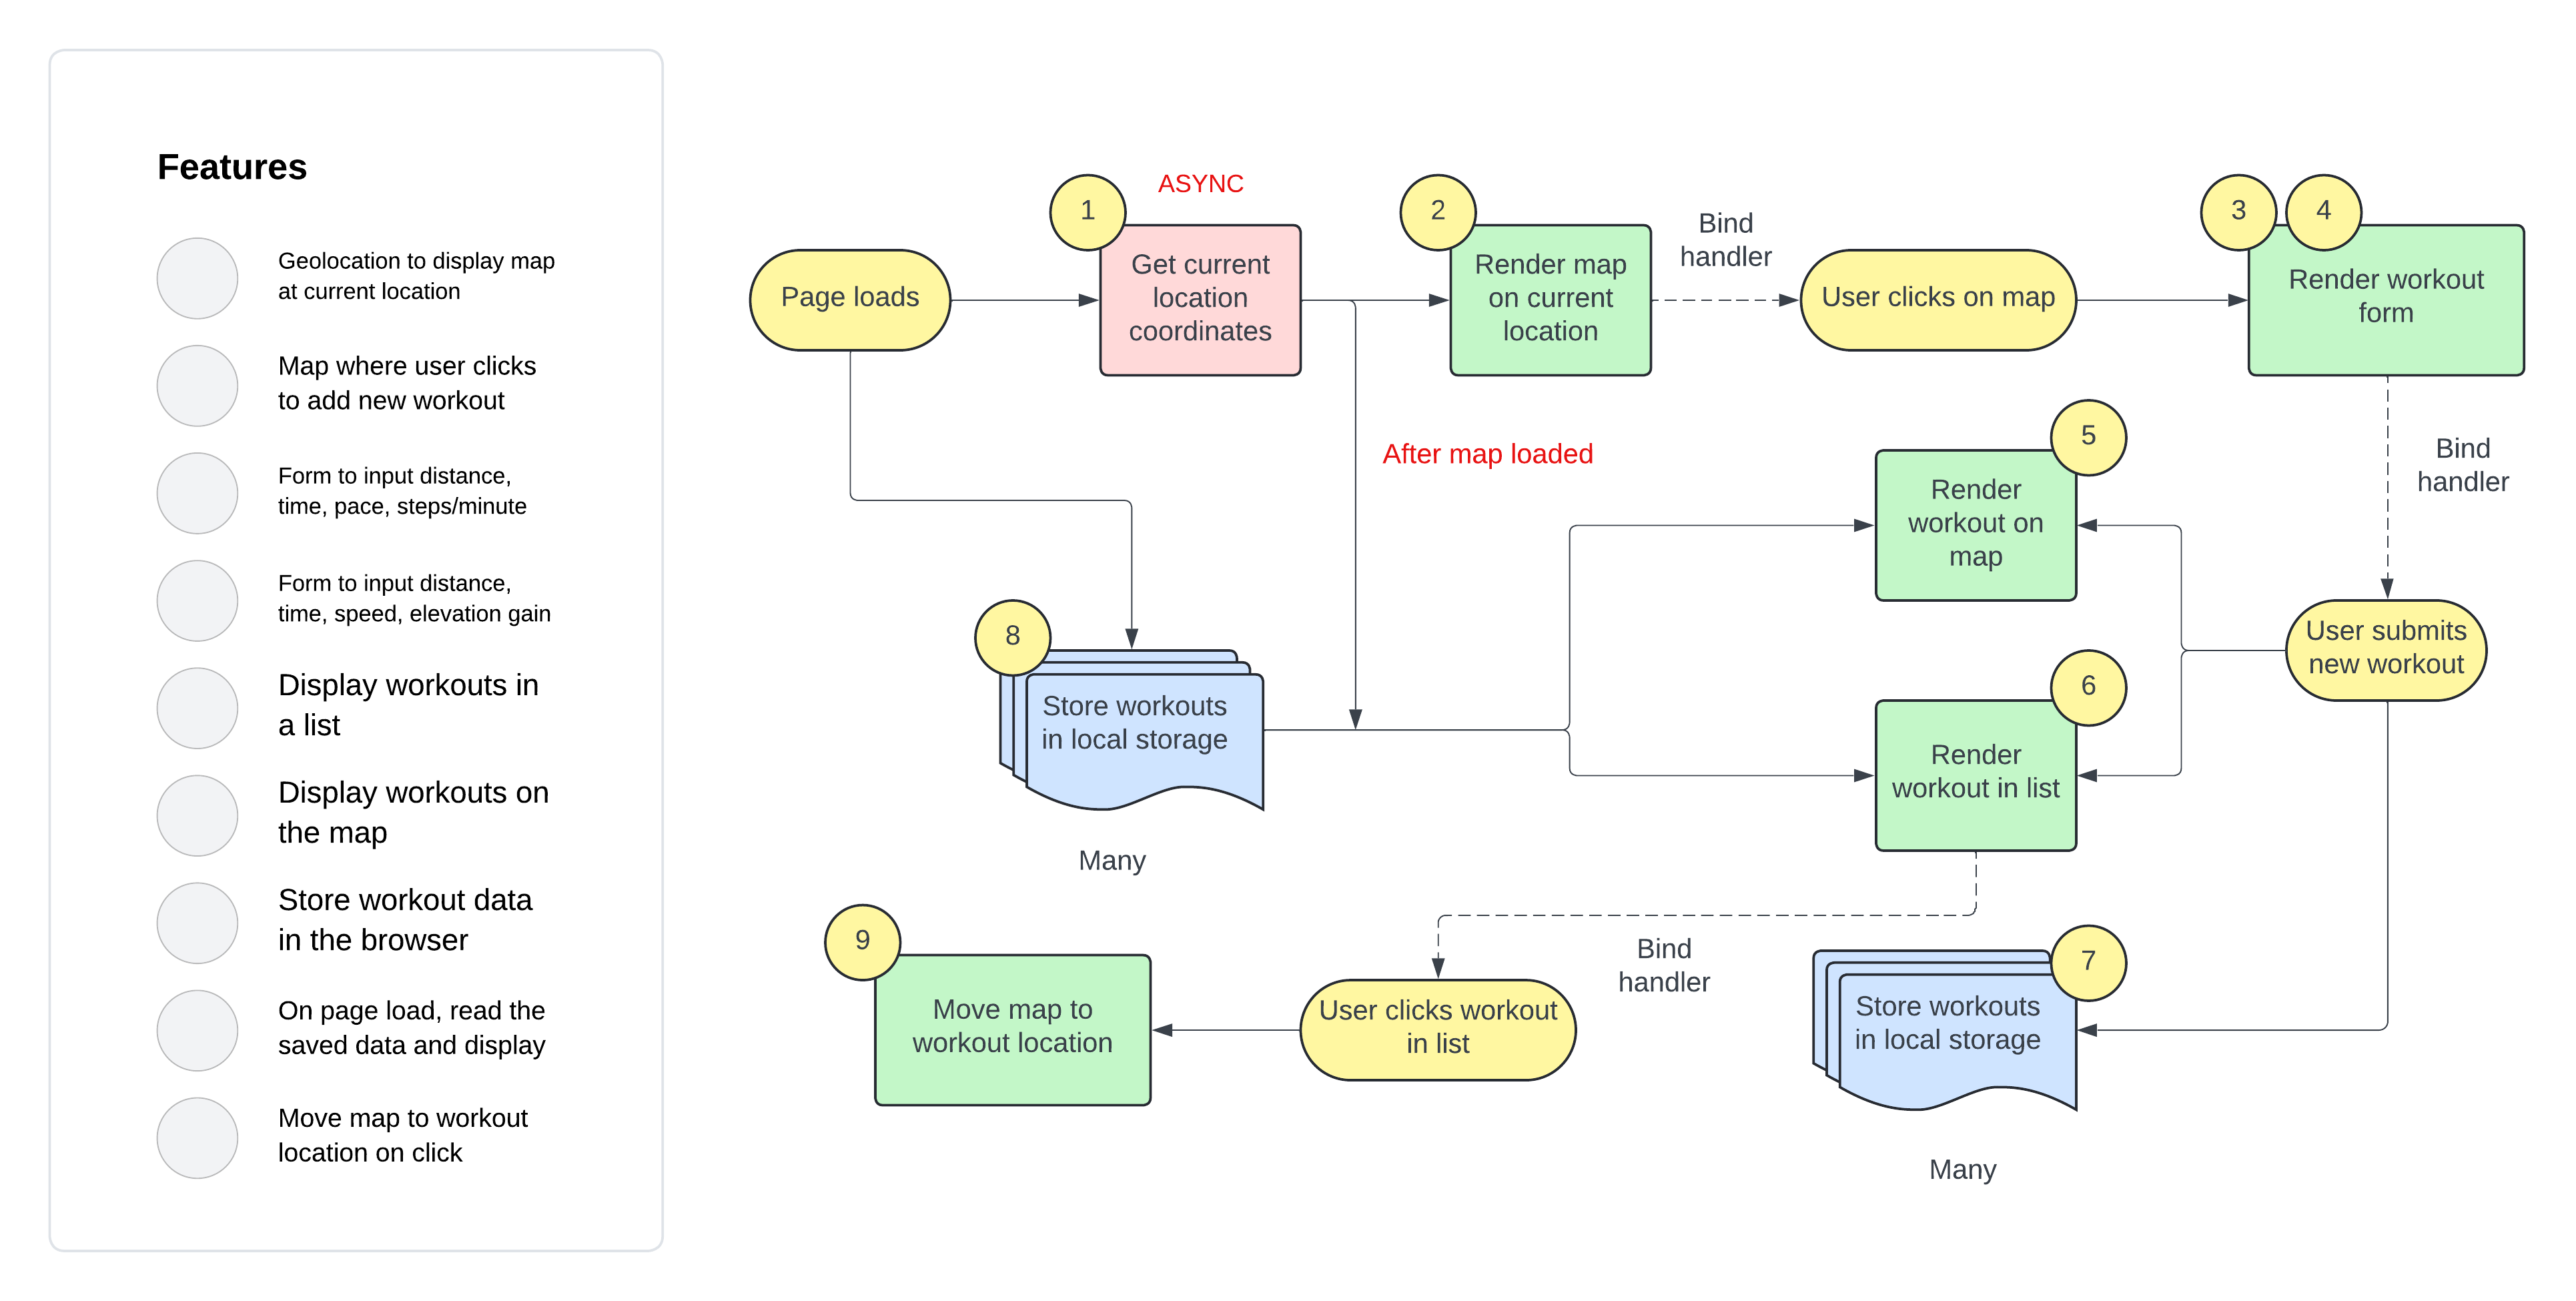 Features
Geolocation to display map
at current location
Map where user clicks
to add new workout
Form to input distance,
time, pace, steps/minute
Form to input distance,
time, speed, elevation gain
Display workouts in
a list
Display workouts on
the map
Store workout data
in the browser
On page load, read the
saved data and display
Move map to workout
location on click
Page loads
1
ASYNC
Get current
location
coordinates
2
Render map
on current
location
Bind
handler
User clicks on map
3
4
Render workout
form
After map loaded
Bind
handler
5
Render
workout on
map
User submits
new workout
8
Store workouts
in local storage
Many
6
Render
workout in list
9
Move map to
workout location
User clicks workout
in list
Bind
handler
7
Store workouts
in local storage
Many